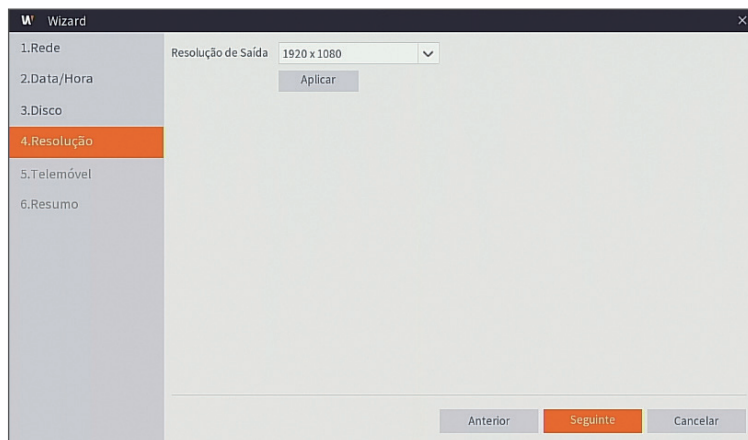 Wizard
1.Rede
2.Data/Hora
3.Disco
4.Resolução
5.Telemóvel
6.Resumo
Resolução de Saída 1920 x 1080
Aplicar
Anterior Seguinte Cancelar